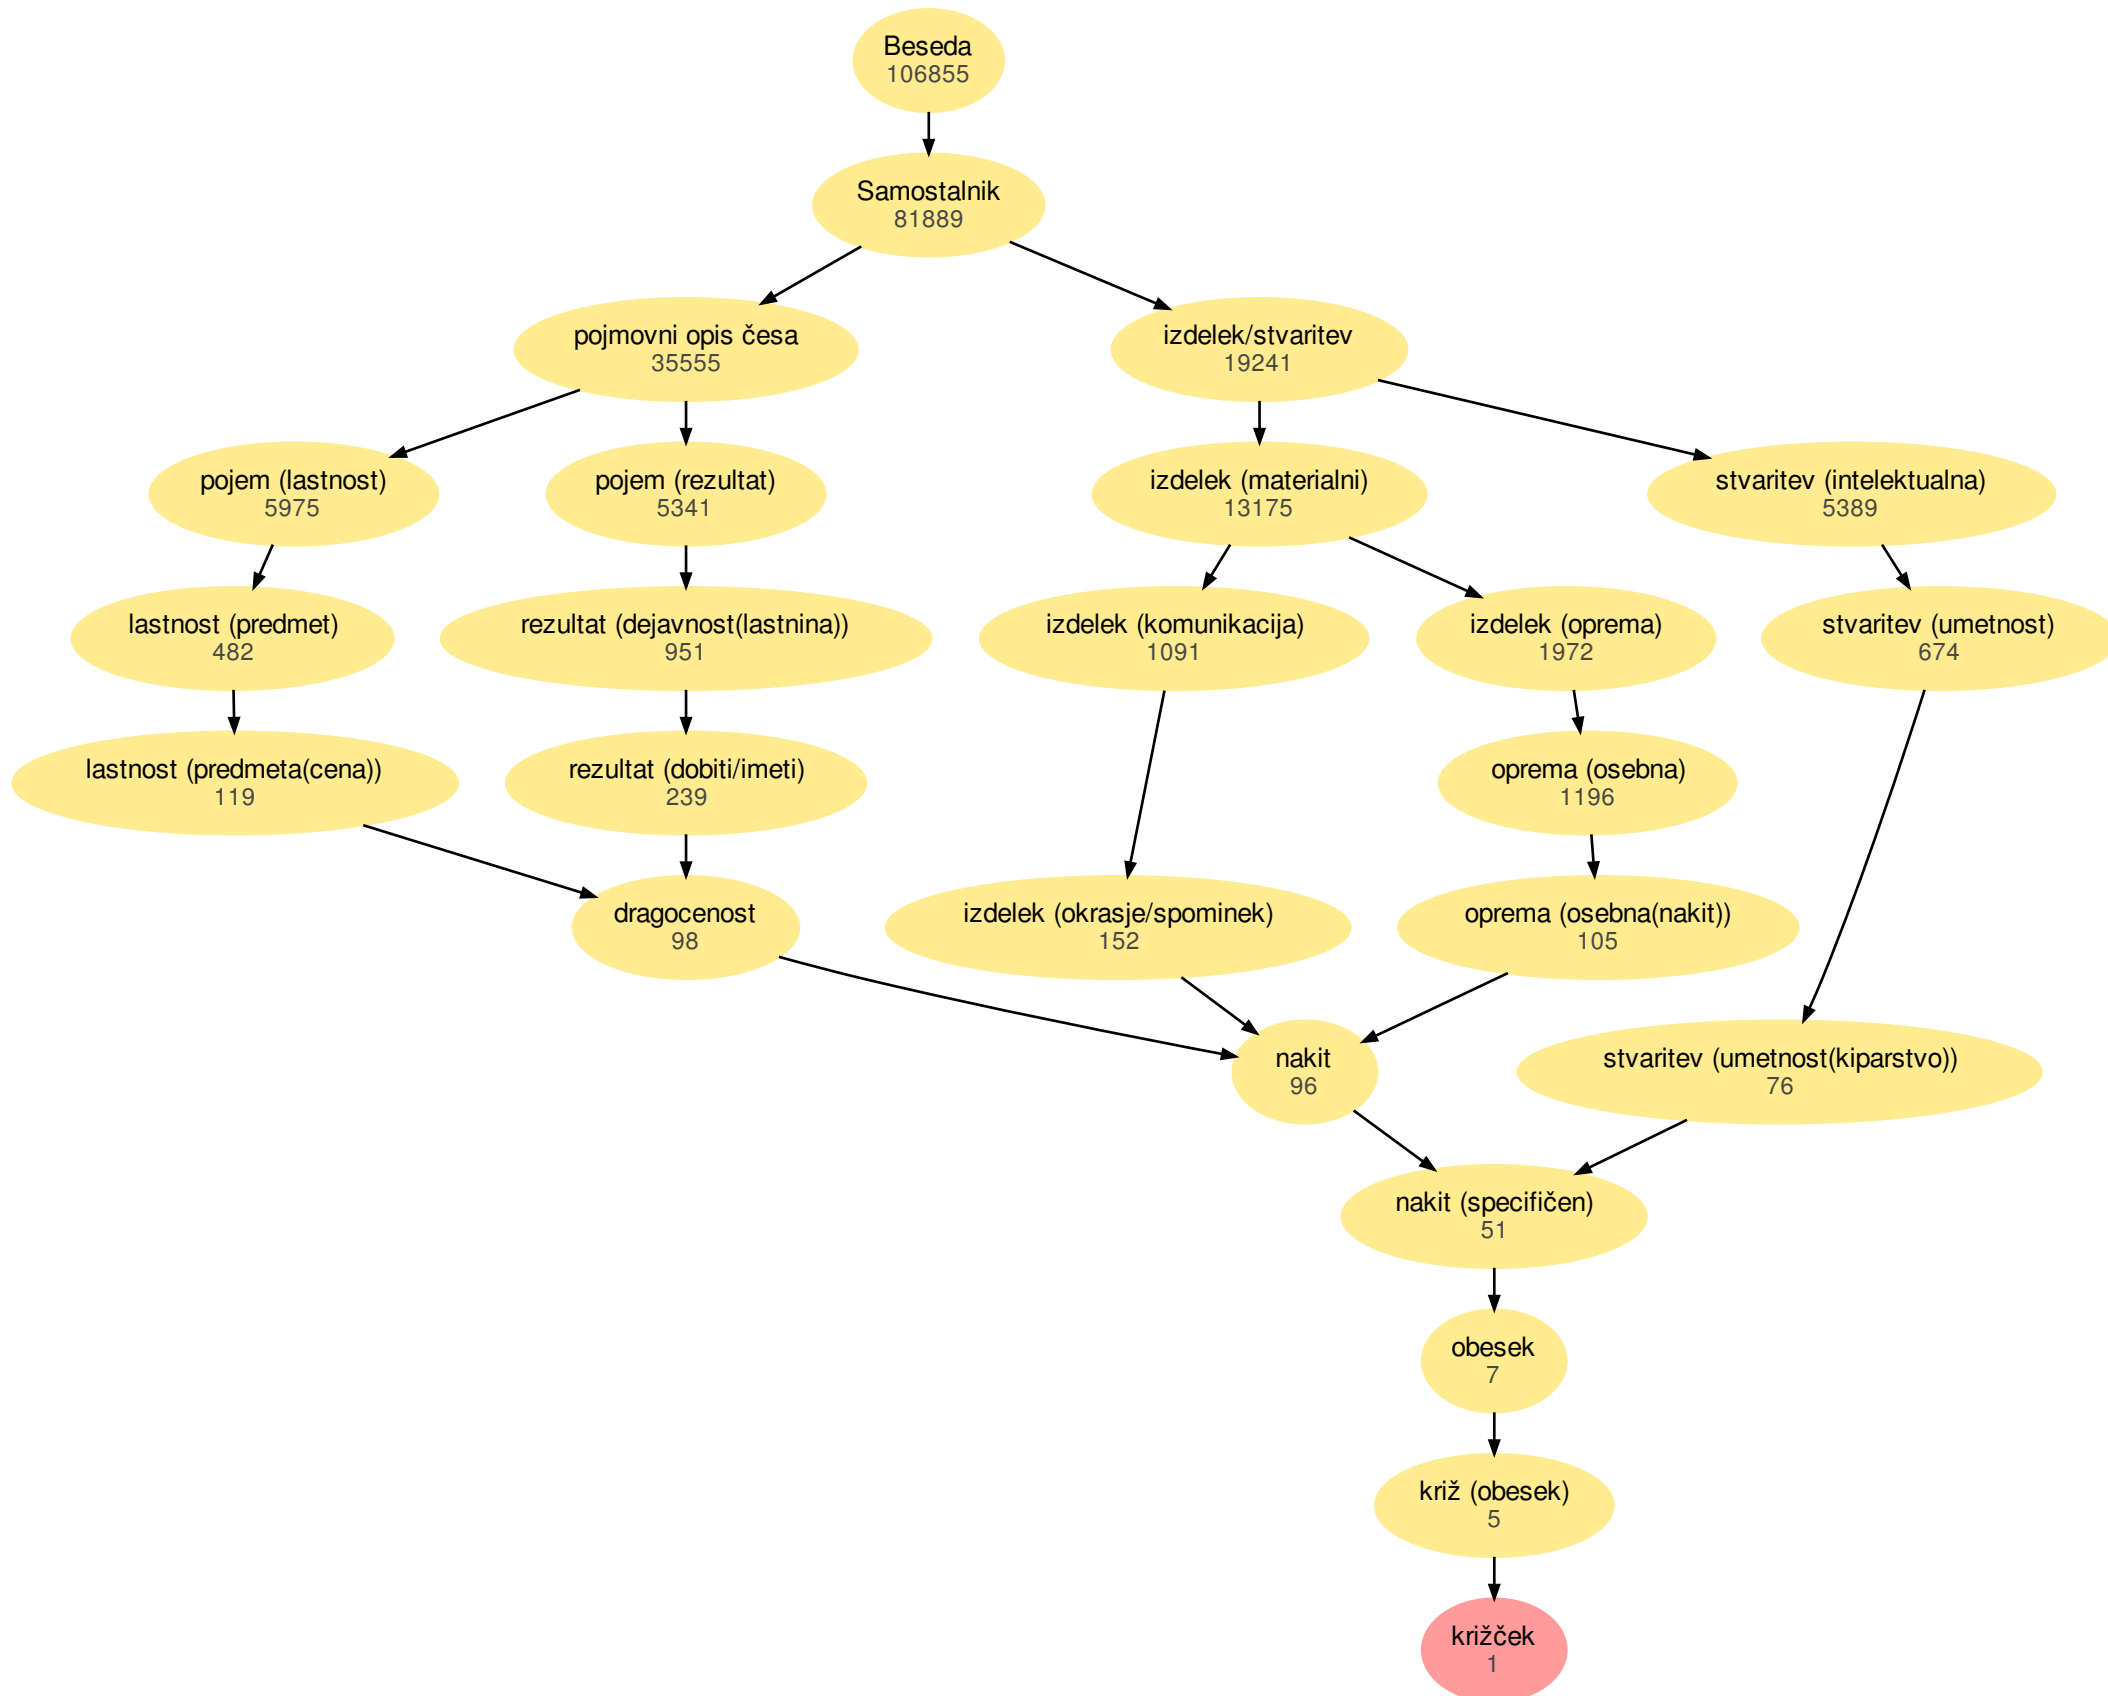 Beseda
106855
Samostalnik
81889
pojmovni opis česa
35555
izdelek/stvaritev
19241
pojem (lastnost)
5975
pojem (rezultat)
5341
izdelek (materialni)
13175
stvaritev (intelektualna)
5389
lastnost (predmet)
482
rezultat (dejavnost(lastnina))
951
izdelek (komunikacija)
1091
izdelek (oprema)
1972
stvaritev (umetnost)
674
lastnost (predmeta(cena))
119
rezultat (dobiti/imeti)
239
oprema (osebna)
1196
dragocenost
98
izdelek (okrasje/spominek)
152
oprema (osebna(nakit))
105
nakit
96
stvaritev (umetnost(kiparstvo))
76
nakit (specifičen)
51
obesek
7
križ (obesek)
5
križček
1